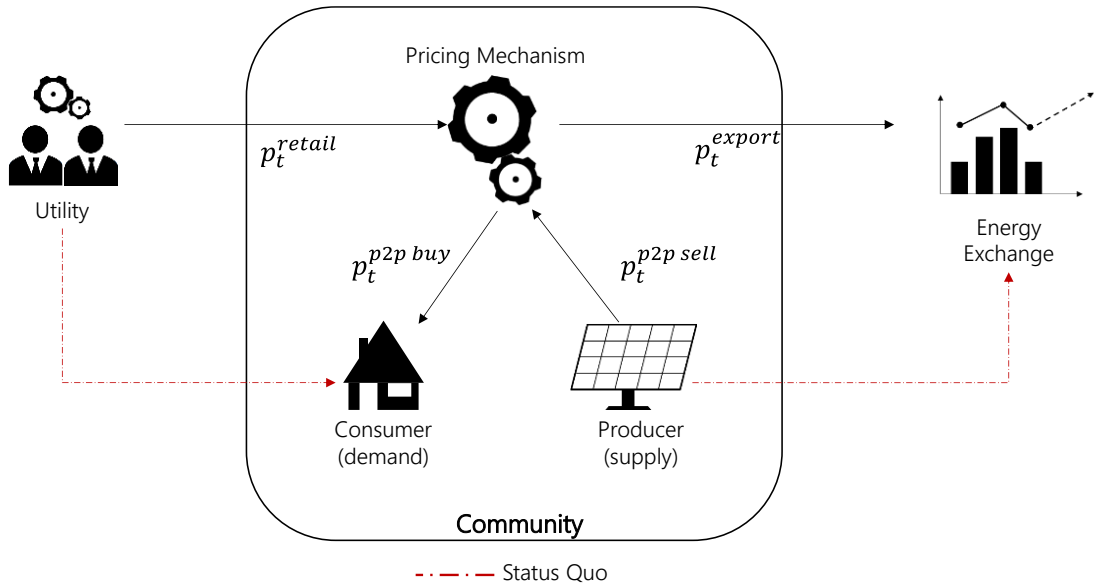 Pricing Mechanism
p_t^{retail}
p_t^{export}
Utility
Energy
Exchange
p_t^{p2p buy}
p_t^{p2p sell}
Consumer
(demand)
Producer
(supply)
Community
Status Quo